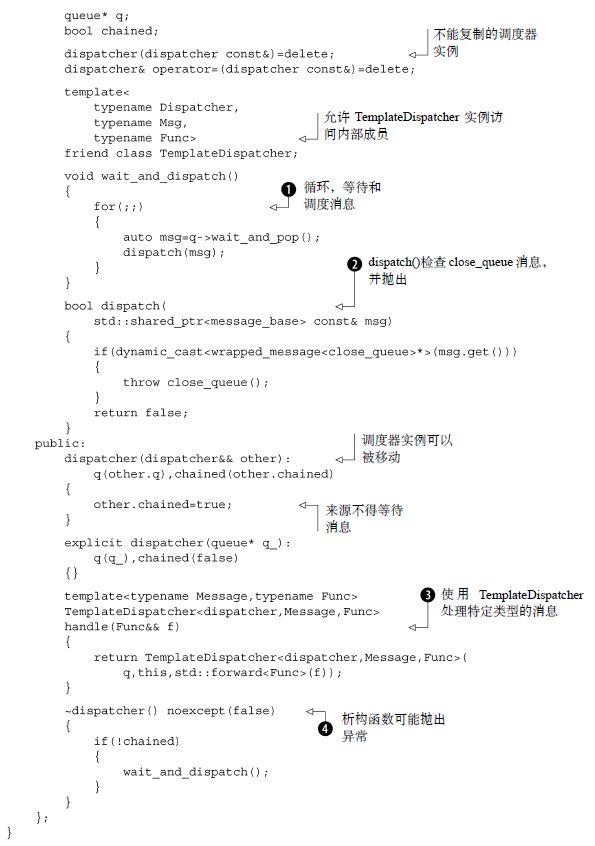 queue* q;
bool chained;
不能复制的调度器
实例
dispatcher(dispatcher const&)=delete;
dispatcher& operator=(dispatcher const&)=delete;
template<
typename Dispatcher,
typename Msg,
typename Func>
friend class TemplateDispatcher;
允许 TemplateDispatcher 实例访
问内部成员
void wait_and_dispatch()
{
❶ 循环，等待和
调度消息
for(;;)
{
auto msg=q->wait_and_pop();
dispatch(msg);
}
}
❷ dispatch()检查 close_queue 消息，
并抛出
bool dispatch(
std::shared_ptr<message_base> const& msg)
{
if(dynamic_cast<wrapped_message<close_queue>*>(msg.get()))
{
throw close_queue();
}
return false;
}
public:
调度器实例可以
被移动
dispatcher(dispatcher&& other):
q(other.q),chained(other.chained)
{
other.chained=true;
}
来源不得等待
消息
explicit dispatcher(queue* q_):
q(q_),chained(false)
{}
template<typename Message,typename Func>
TemplateDispatcher<dispatcher,Message,Func>
handle(Func&& f)
❸ 使用 TemplateDispatcher
处理特定类型的消息
{
return TemplateDispatcher<dispatcher,Message,Func>(
q,this,std::forward<Func>(f));
}
~dispatcher() noexcept(false)
❹ 析构函数可能抛出
异常
{
if(!chained)
{
wait_and_dispatch();
}
}
};
}